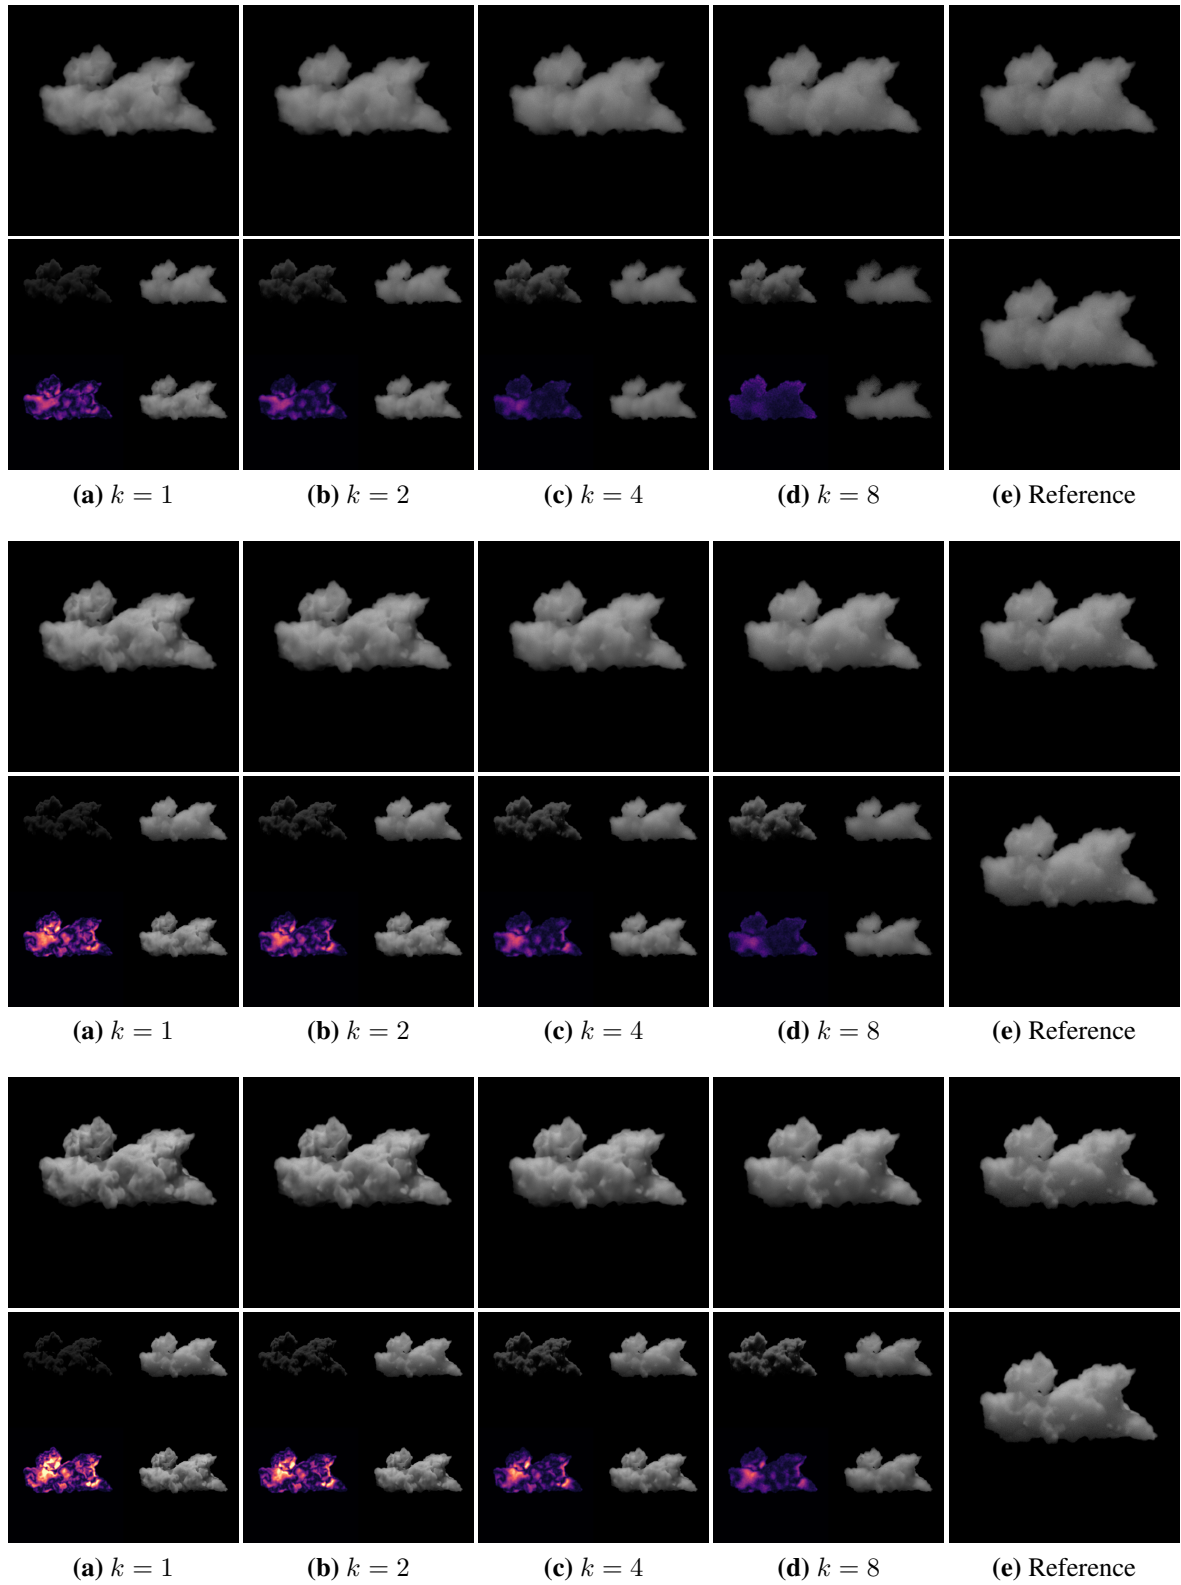 (a) k = 1 (b) k = 2 (c) k = 4 (d) k = 8 (e) Reference
(a) k = 1 (b) k = 2 (c) k = 4 (d) k = 8 (e) Reference
(a) k = 1 (b) k = 2 (c) k = 4 (d) k = 8 (e) Reference